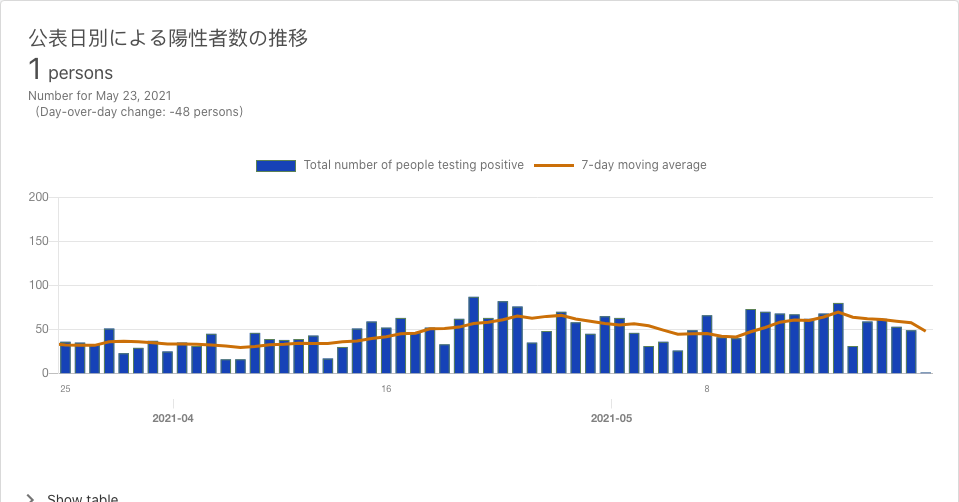 公表日別による陽性者数の推移
1 persons
Number for May 23, 2021
(Day-over-day change: -48 persons)
Total number of people testing positive 7-day moving average
200
150
100
50
0
25 16 8
2021-04 2021-05
Show table